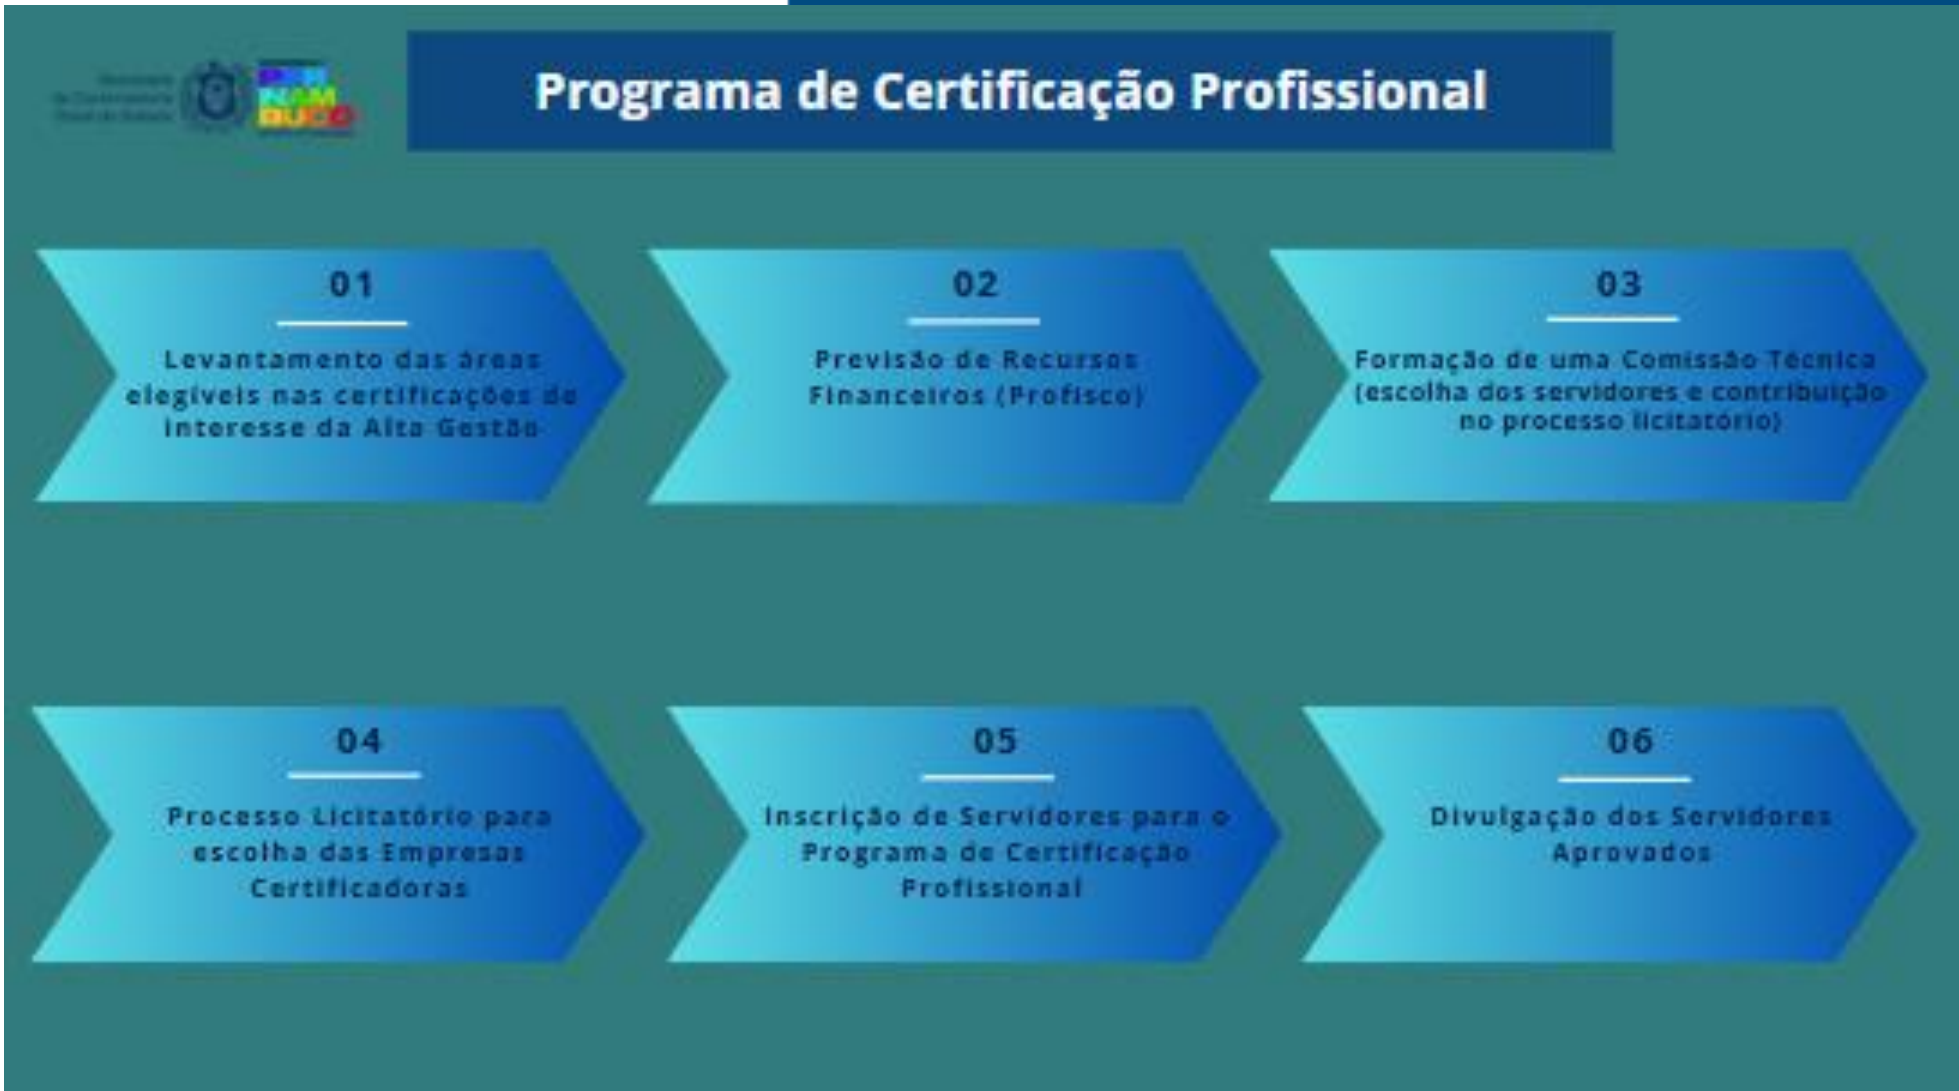 PER
NAM
BUCO
Programa de Certificação Profissional
01
Levantamento das áreas
elegíveis nas certificações de
interesse da Alta Gestão
02
Previsão de Recursos
Financeiros (Profisco)
03
Formação de uma Comissão Técnica
(escolha dos servidores e contribuição
no processo licitatório)
04
Processo Licitatório para
escolha das Empresas
Certificadoras
05
Inscrição de Servidores para o
Programa de Certificação
Profissional
06
Divulgação dos Servidores
Aprovados